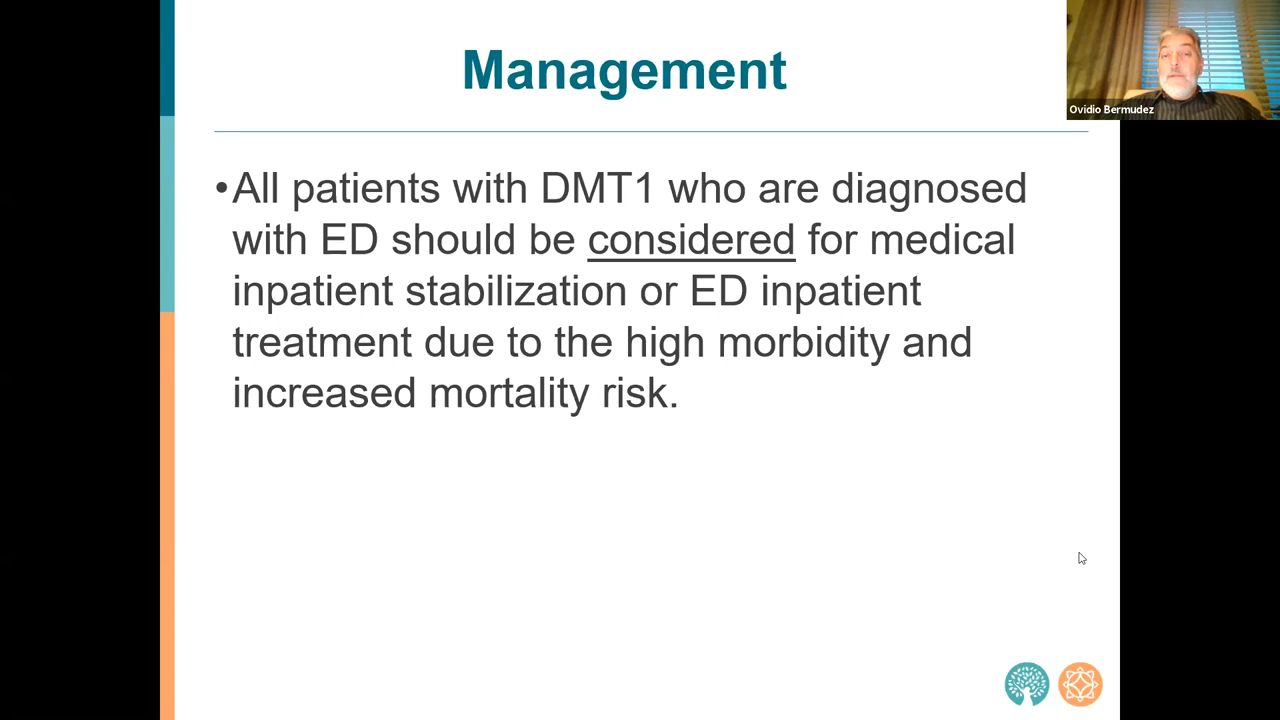 Management
Ovidio Bermudez
•All patients with DMT1 who are diagnosed
with ED should be considered for medical
inpatient stabilization or ED inpatient
treatment due to the high morbidity and
increased mortality risk.